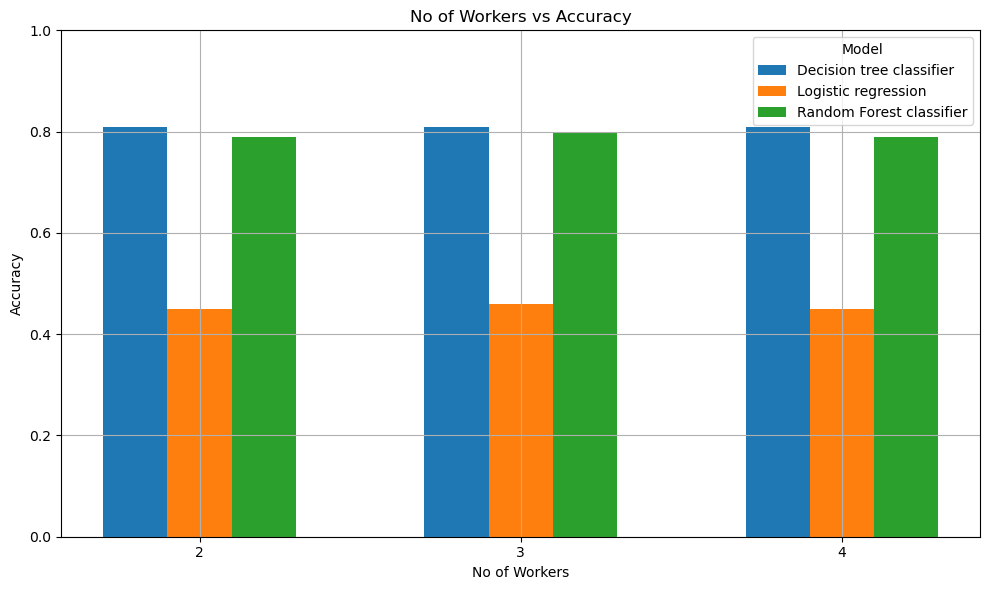 No of Workers vs Accuracy
Model
Decision tree classifier
Logistic regression
Random Forest classifier
Accuracy
1.0
0.8
0.6
0.4
0.2
0.0
2 3 4
No of Workers